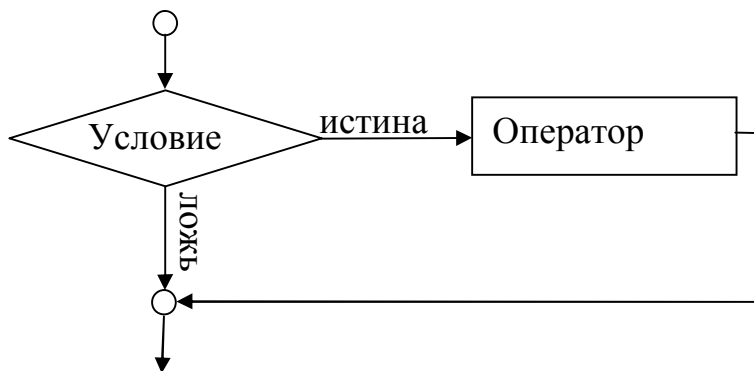 Условие
истина
Оператор
ложь